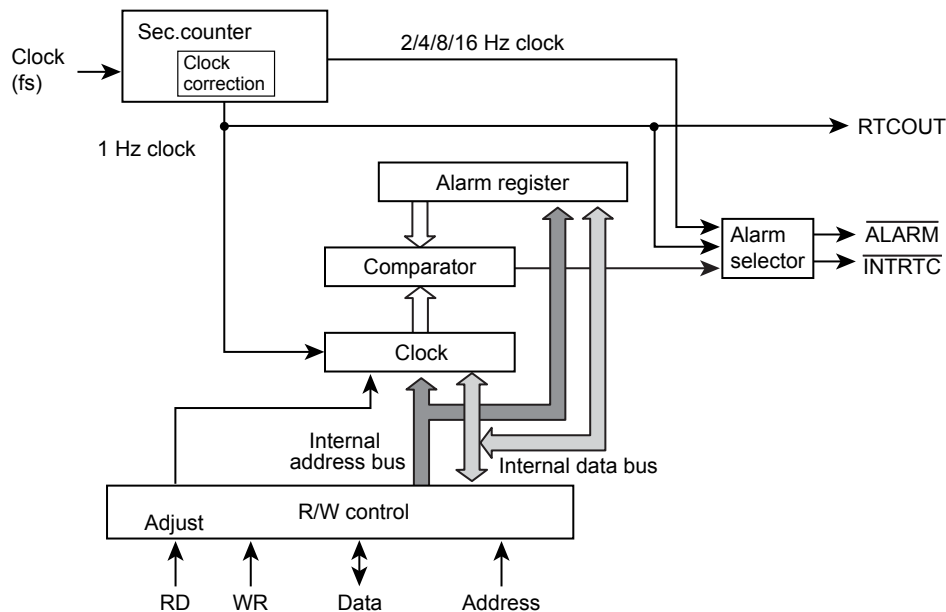 Sec.counter
2/4/8/16 Hz clock
Clock
(fs)
Clock
correction
RTCOUT
1 Hz clock
Alarm register
Alarm
selector
ALARM
INTRTC
Comparator
Clock
Internal
address bus
Internal data bus
R/W control
Adjust
RD
WR
Data
Address